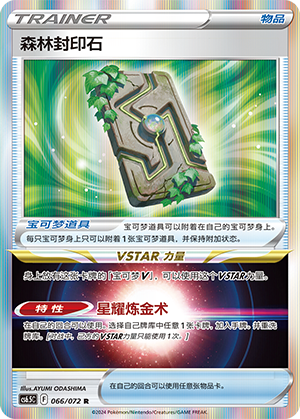 TRAINER 物品
森林封印石
宝可梦道具 宝可梦道具可以附着在自己的宝可梦身上。
每只宝可梦身上只可以附着1张宝可梦道具,并保持附加状态。
VSTAR 力量
身上放有这张卡牌的「宝可梦V」,可以使用这个VSTAR力量。
特性 星耀炼金术
在自己的回合可以使用。选择自己牌库中任意1张卡牌,加入手牌。并重洗
牌库。[对战中,己方的VSTAR力量只能使用1次。]
Illus.AYUMI ODASHIMA
CS6.5C F 066/072 R
在自己的回合可以使用任意张物品卡。
©2024 Pokémon/Nintendo/Creatures/GAME FREAK.